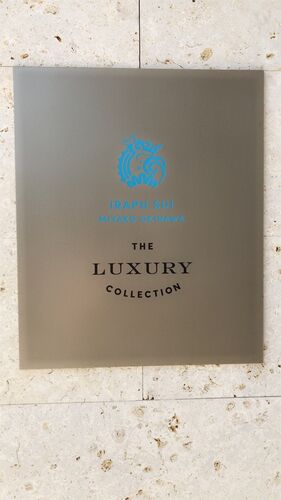 IRAPH SUI
MIYAKO OKINAWA
THE
LUXURY
COLLECTION